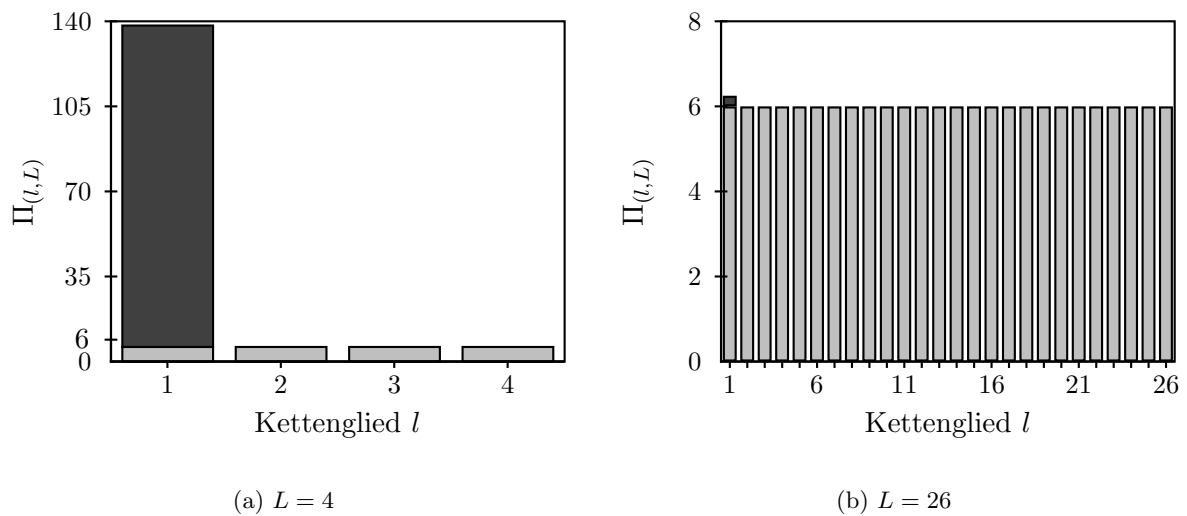 140
105
70
35
6
0
Π(l,L)
1 2 3 4
Kettenglied l
(a) L = 4
8
6
4
2
0
Π(l,L)
1 6 11 16 21 26
Kettenglied l
(b) L = 26